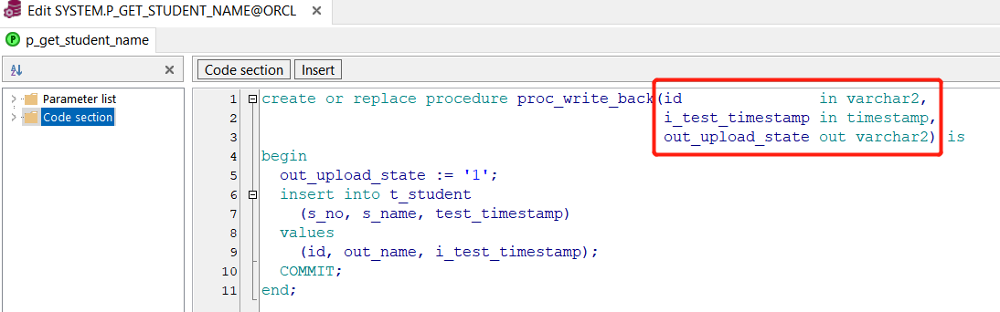 Edit SYSTEM.P_GET_STUDENT_NAME@ORCL ×
P p_get_student_name
AZ × Code section Insert
Parameter list
Code section
1 create or replace procedure proc_write_back(id in varchar2,
2 i_test_timestamp in timestamp,
3 out_upload_state out varchar2) is
4 begin
5 out_upload_state := '1';
6 insert into t_student
7 (s_no, s_name, test_timestamp)
8 values
9 (id, out_name, i_test_timestamp);
10 COMMIT;
11 end;